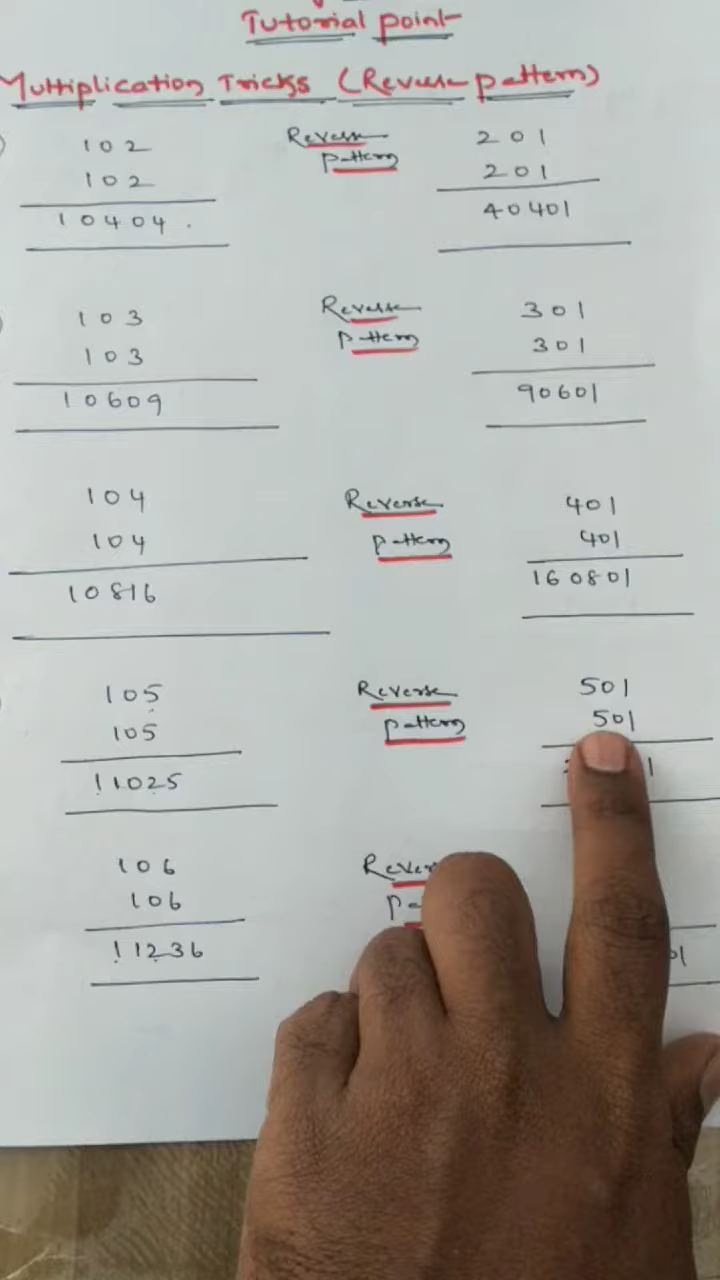 Tutorial point
Multiplication Tricks (Reverse pattern)
102 Reverse 201
102 pattern 201
10404. 40401
103 Reverse 301
103 pattern 301
10609 90601
104 Reverse 401
104 pattern 401
10816 160801
105 Reverse 501
105 pattern 501
11025 1
106
106
11236 01